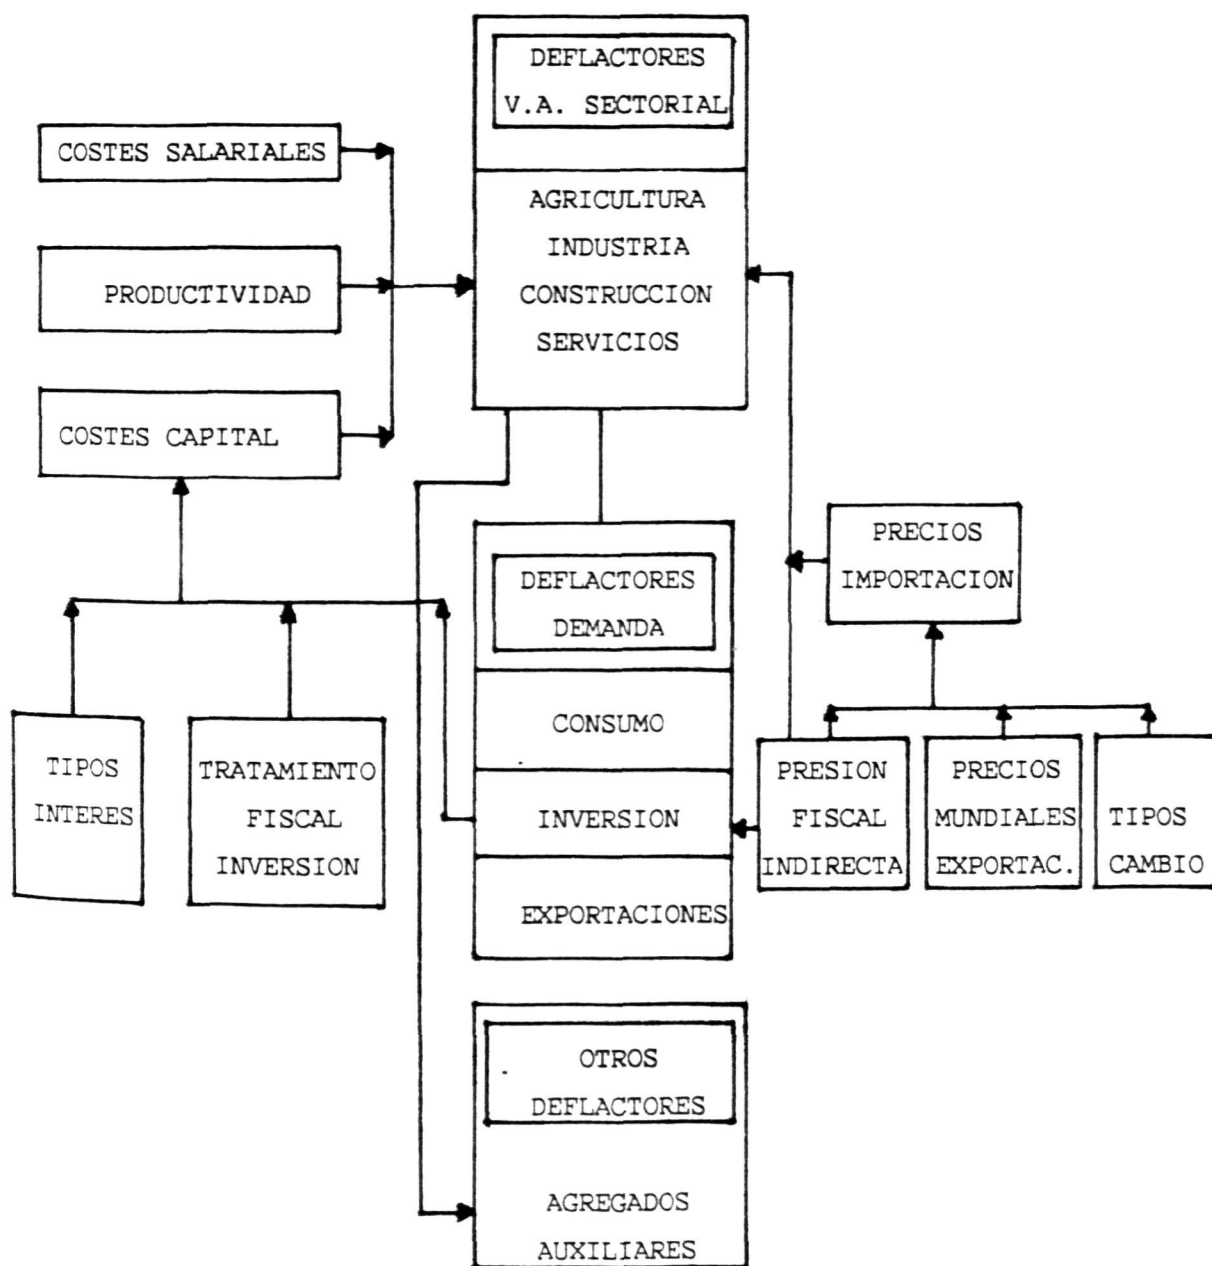 DEFLACTORES
V.A. SECTORIAL
COSTES SALARIALES
AGRICULTURA
INDUSTRIA
PRODUCTIVIDAD
CONSTRUCCION
SERVICIOS
COSTES CAPITAL
PRECIOS
IMPORTACION
DEFLACTORES
DEMANDA
CONSUMO
INVERSION
EXPORTACIONES
TIPOS
INTERES
TRATAMIENTO
FISCAL
INVERSION
PRESION
FISCAL
INDIRECTA
PRECIOS
MUNDIALES
EXPORTAC.
TIPOS
CAMBIO
OTROS
DEFLACTORES
AGREGADOS
AUXILIARES